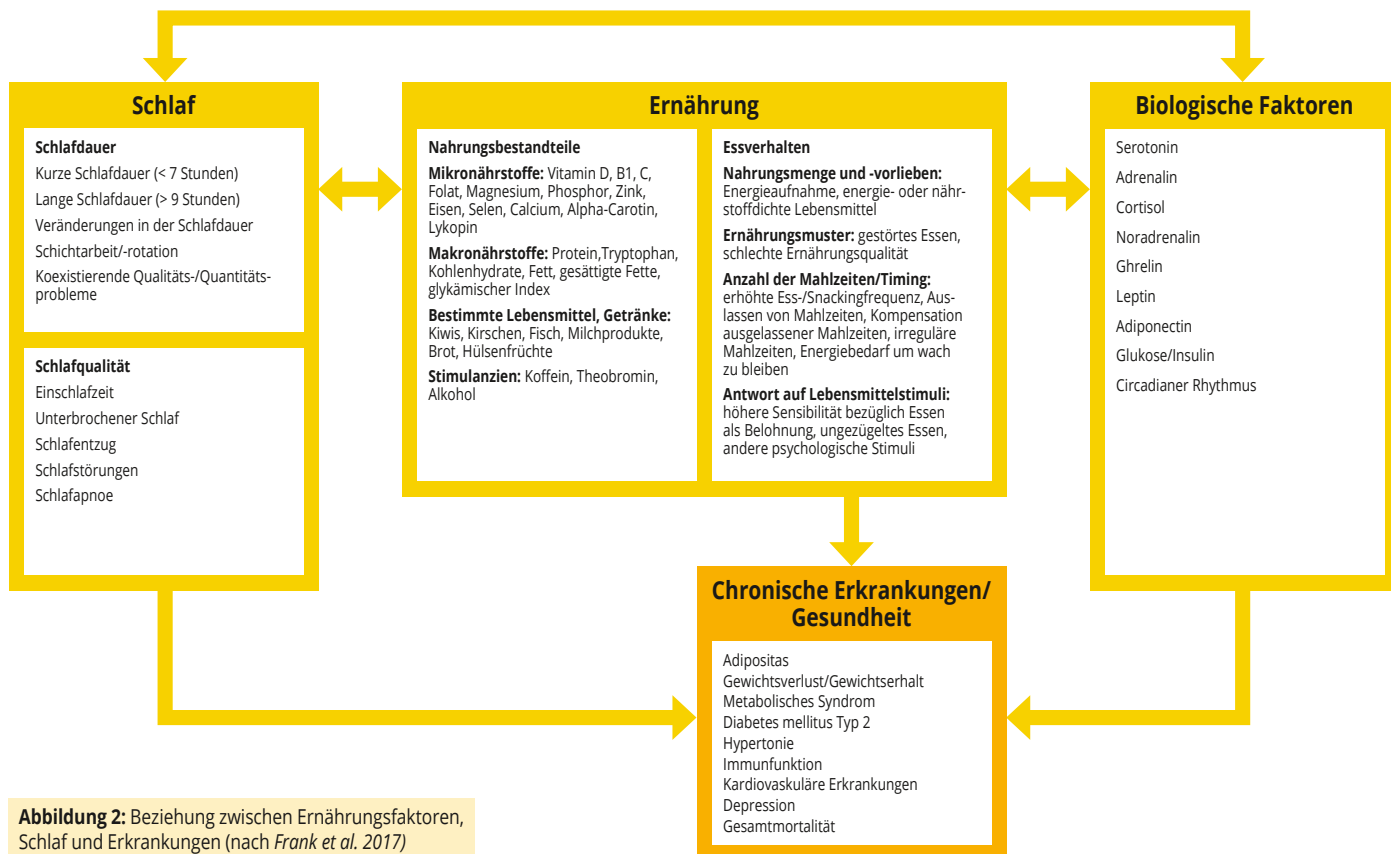 Schlaf
Schlafdauer
Kurze Schlafdauer (< 7 Stunden)
Lange Schlafdauer (> 9 Stunden)
Veränderungen in der Schlafdauer
Schichtarbeit/-rotation
Koexistierende Qualitäts-/Quantitäts-
probleme
Schlafqualität
Einschlafzeit
Unterbrochener Schlaf
Schlafentzug
Schlafstörungen
Schlafapnoe
Ernährung
Nahrungsbestandteile
Mikronährstoffe: Vitamin D, B1, C,
Folat, Magnesium, Phosphor, Zink,
Eisen, Selen, Calcium, Alpha-Carotin,
Lykopin
Makronährstoffe: Protein,Tryptophan,
Kohlenhydrate, Fett, gesättigte Fette,
glykämischer Index
Bestimmte Lebensmittel, Getränke:
Kiwis, Kirschen, Fisch, Milchprodukte,
Brot, Hülsenfrüchte
Stimulanzien: Koffein, Theobromin,
Alkohol
Essverhalten
Nahrungsmenge und -vorlieben:
Energieaufnahme, energie- oder nähr-
stoffdichte Lebensmittel
Ernährungsmuster: gestörtes Essen,
schlechte Ernährungsqualität
Anzahl der Mahlzeiten/Timing:
erhöhte Ess-/Snackingfrequenz, Aus-
lassen von Mahlzeiten, Kompensation
ausgelassener Mahlzeiten, irreguläre
Mahlzeiten, Energiebedarf um wach
zu bleiben
Antwort auf Lebensmittelstimuli:
höhere Sensibilität bezüglich Essen
als Belohnung, ungezügeltes Essen,
andere psychologische Stimuli
Biologische Faktoren
Serotonin
Adrenalin
Cortisol
Noradrenalin
Ghrelin
Leptin
Adiponectin
Glukose/Insulin
Circadianer Rhythmus
Chronische Erkrankungen/
Gesundheit
Adipositas
Gewichtsverlust/Gewichtserhalt
Metabolisches Syndrom
Diabetes mellitus Typ 2
Hypertonie
Immunfunktion
Kardiovaskuläre Erkrankungen
Depression
Gesamtmortalität
Abbildung 2: Beziehung zwischen Ernährungsfaktoren,
Schlaf und Erkrankungen (nach Frank et al. 2017)